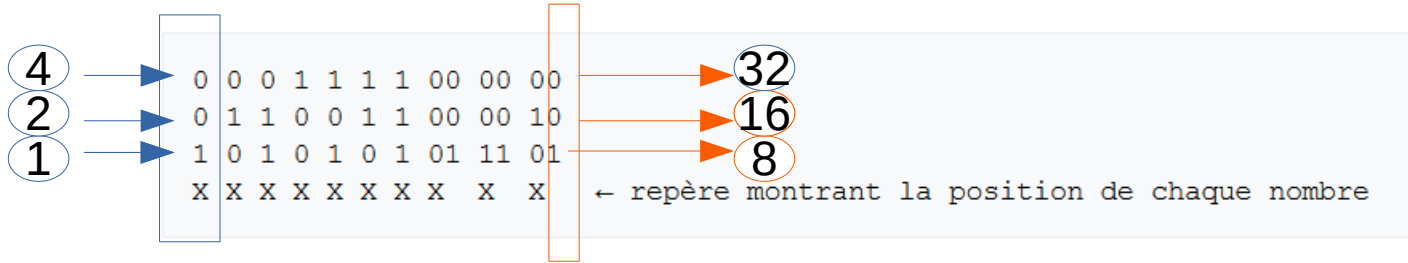 4 0 0 0 1 1 1 1 00 00 00 32
2 0 1 1 0 0 1 1 00 00 10 16
1 1 0 1 0 1 0 1 01 11 01 8
X X X X X X X X X X ← repère montrant la position de chaque nombre